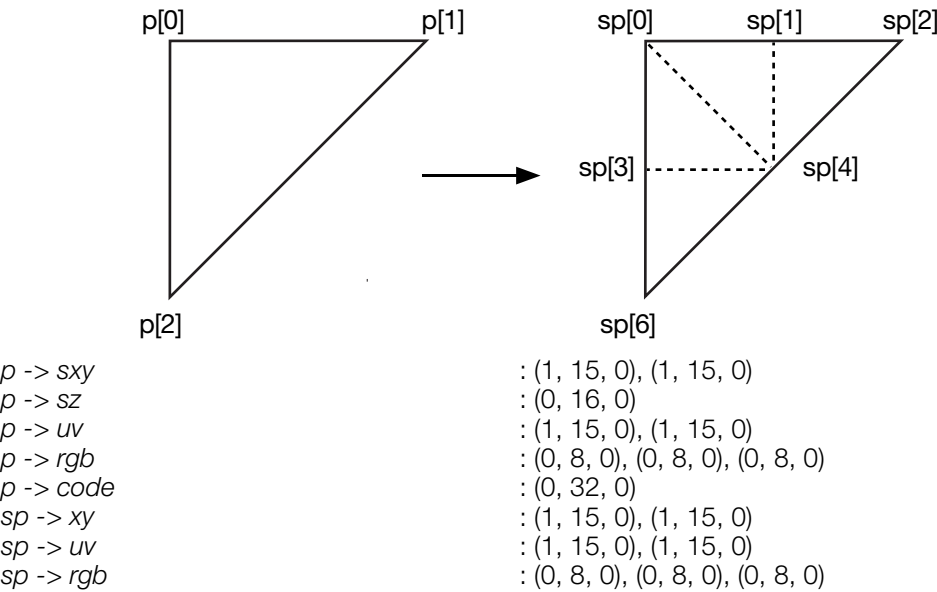 p[0] p[1] sp[0] sp[1] sp[2]
sp[3] sp[4]
p[2] sp[6]
p -> sxy : (1, 15, 0), (1, 15, 0)
p -> sz : (0, 16, 0)
p -> uv : (1, 15, 0), (1, 15, 0)
p -> rgb : (0, 8, 0), (0, 8, 0), (0, 8, 0)
p -> code : (0, 32, 0)
sp -> xy : (1, 15, 0), (1, 15, 0)
sp -> uv : (1, 15, 0), (1, 15, 0)
sp -> rgb : (0, 8, 0), (0, 8, 0), (0, 8, 0)